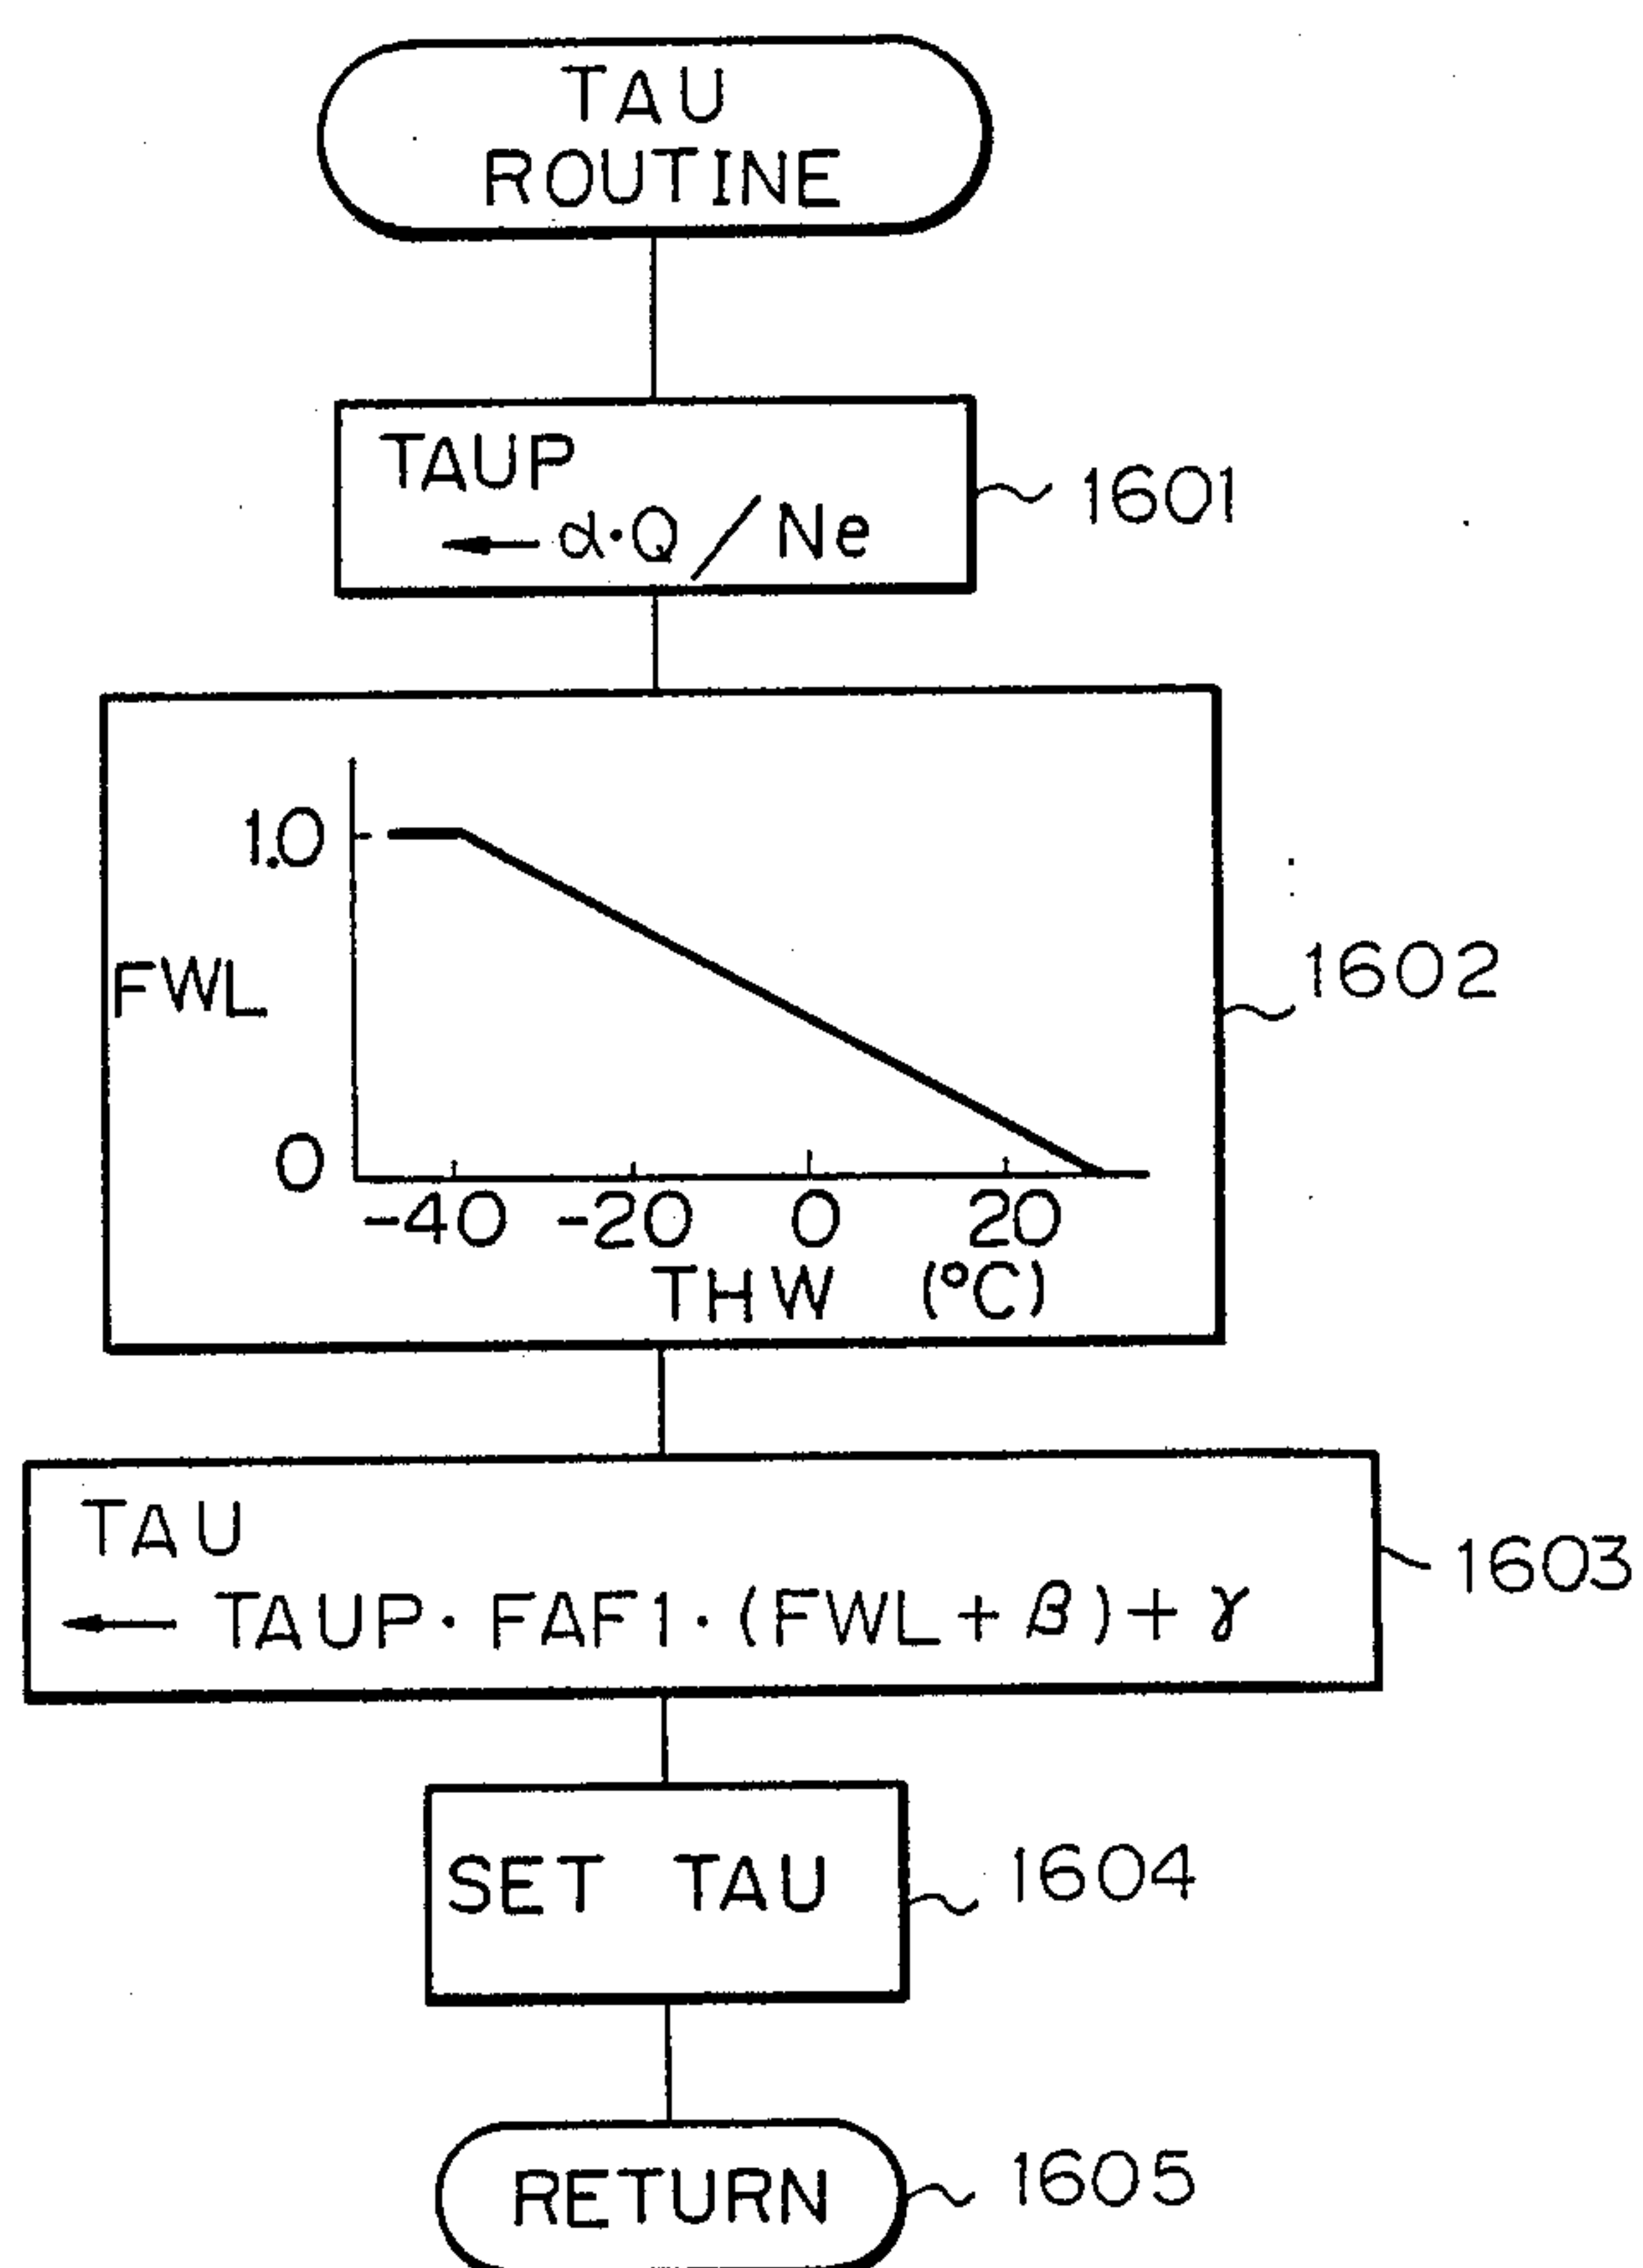 TAU
ROUTINE
TAUP
← α·Q/Ne
1601
1.0
FWL
0
-40 -20 0 20
THW (°C)
1602
TAU
← TAUP·FAF1·(FWL+β)+γ
1603
SET TAU
1604
RETURN
1605